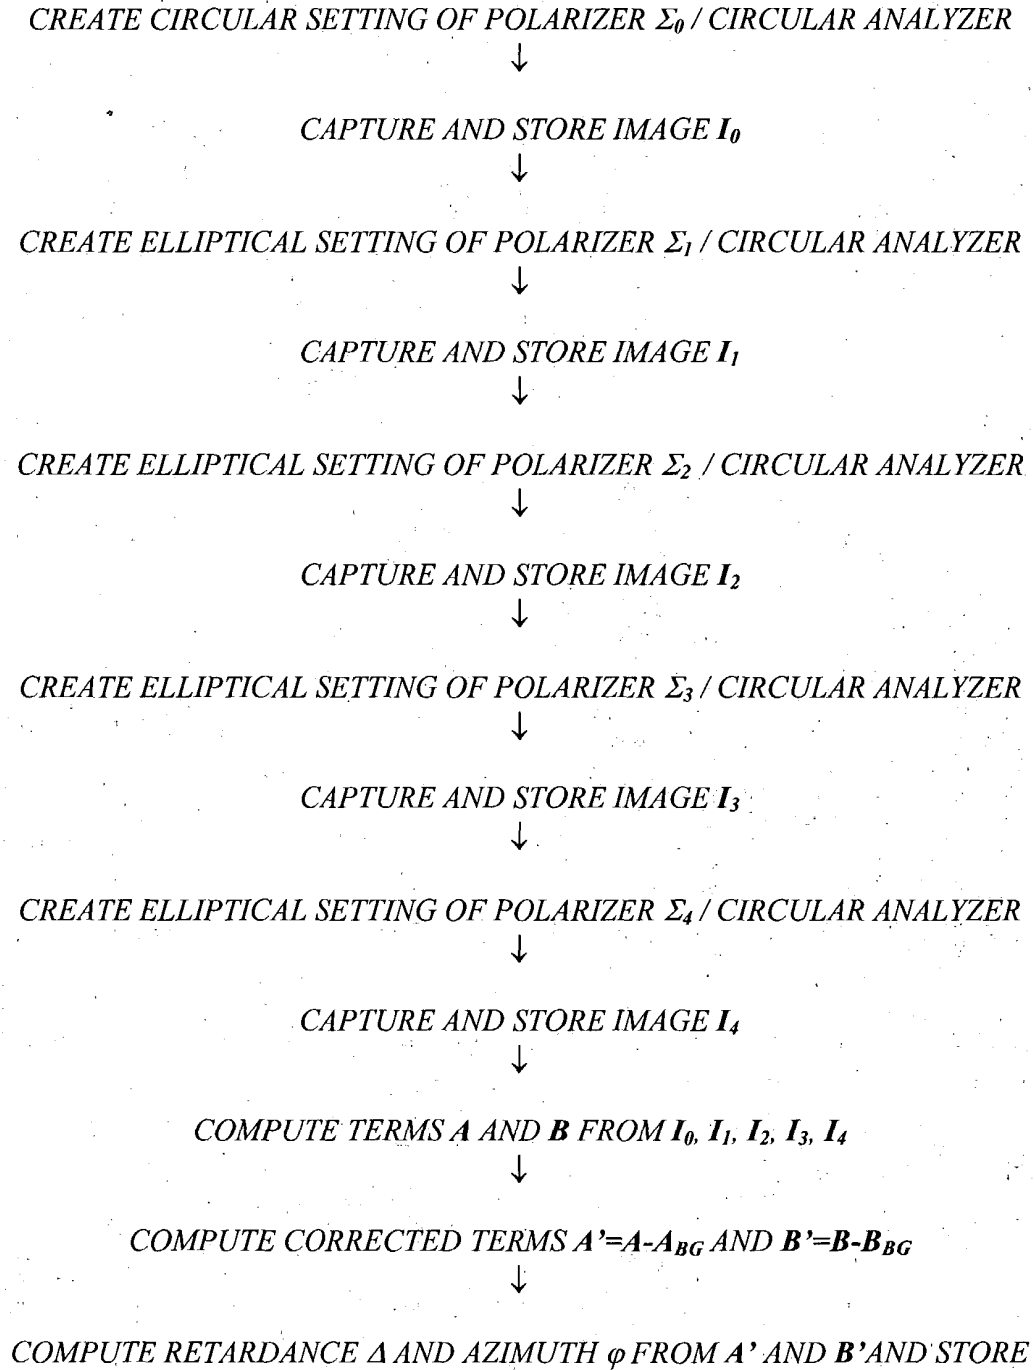 CREATE CIRCULAR SETTING OF POLARIZER Σ0 / CIRCULAR ANALYZER
↓
CAPTURE AND STORE IMAGE I0
↓
CREATE ELLIPTICAL SETTING OF POLARIZER Σ1 / CIRCULAR ANALYZER
↓
CAPTURE AND STORE IMAGE I1
↓
CREATE ELLIPTICAL SETTING OF POLARIZER Σ2 / CIRCULAR ANALYZER
↓
CAPTURE AND STORE IMAGE I2
↓
CREATE ELLIPTICAL SETTING OF POLARIZER Σ3 / CIRCULAR ANALYZER
↓
CAPTURE AND STORE IMAGE I3
↓
CREATE ELLIPTICAL SETTING OF POLARIZER Σ4 / CIRCULAR ANALYZER
↓
CAPTURE AND STORE IMAGE I4
↓
COMPUTE TERMS A AND B FROM I0, I1, I2, I3, I4
↓
COMPUTE CORRECTED TERMS A'=A-ABG AND B'=B-BBG
↓
COMPUTE RETARDANCE Δ AND AZIMUTH φ FROM A' AND B'AND STORE